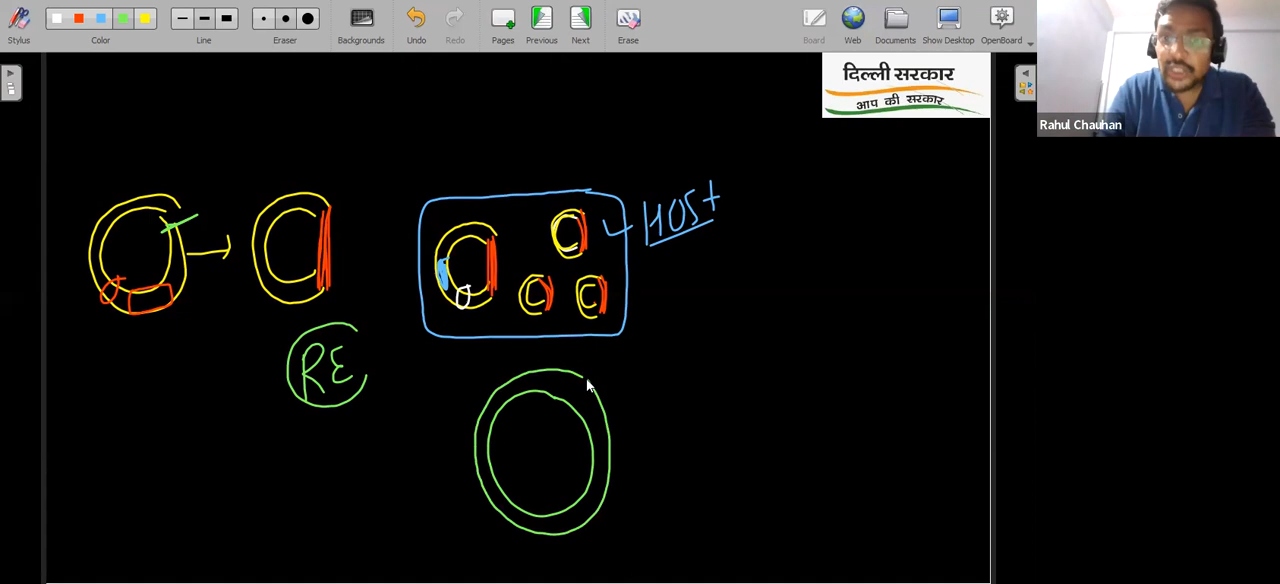 Stylus
Color
Line
Eraser
Backgrounds
Undo
Redo
Pages
Previous
Next
Erase
Board
Web
Documents
Show Desktop
OpenBoard
दिल्ली सरकार
आप की सरकार
Rahul Chauhan
HOSt
RE